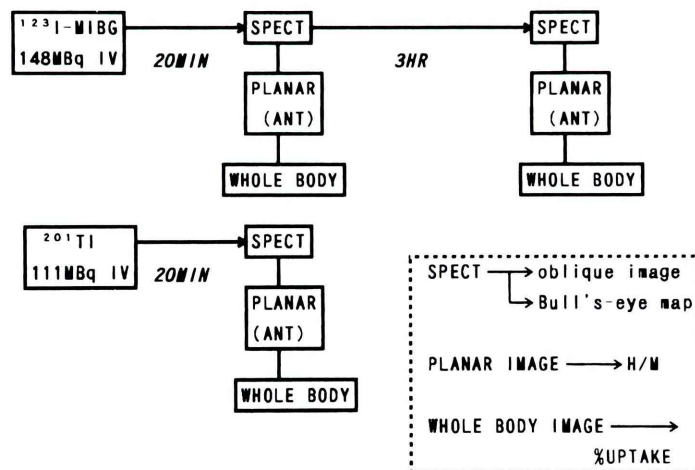 ¹²³I-MIBG
148MBq IV
20MIN
SPECT
3HR
SPECT
PLANAR
(ANT)
PLANAR
(ANT)
WHOLE BODY
WHOLE BODY
²⁰¹Tl
111MBq IV
20MIN
SPECT
PLANAR
(ANT)
WHOLE BODY
SPECT → oblique image
→ Bull's-eye map
PLANAR IMAGE → H/M
WHOLE BODY IMAGE →
%UPTAKE